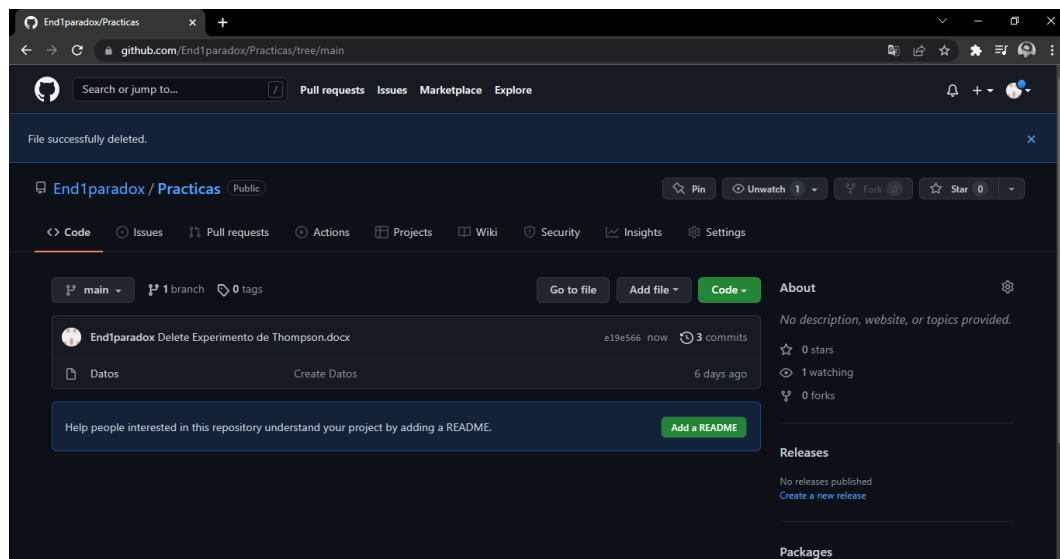 End1paradox/Practicas
github.com/End1paradox/Practicas/tree/main
Search or jump to... / Pull requests Issues Marketplace Explore
File successfully deleted.
End1paradox / Practicas Public Pin Unwatch 1 Fork 0 Star 0
<> Code Issues Pull requests Actions Projects Wiki Security Insights Settings
main 1 branch 0 tags Go to file Add file Code
End1paradox Delete Experimento de Thompson.docx e19e566 now 3 commits
Datos Create Datos 6 days ago
Help people interested in this repository understand your project by adding a README. Add a README
About
No description, website, or topics provided.
0 stars
1 watching
0 forks
Releases
No releases published
Create a new release
Packages